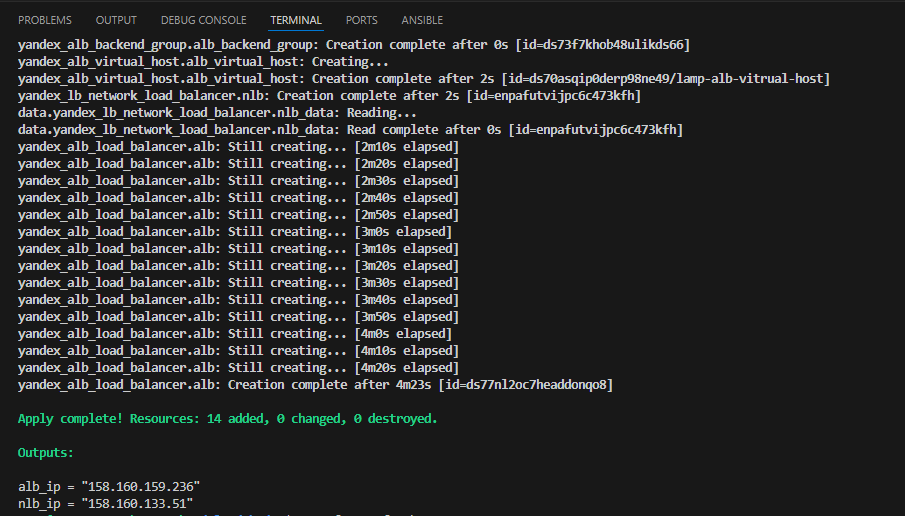 PROBLEMS OUTPUT DEBUG CONSOLE TERMINAL PORTS ANSIBLE
yandex_alb_backend_group.alb_backend_group: Creation complete after 0s [id=ds73f7khob48ulikds66]
yandex_alb_virtual_host.alb_virtual_host: Creating...
yandex_alb_virtual_host.alb_virtual_host: Creation complete after 2s [id=ds70asqip0derp98ne49/lamp-alb-vitrual-host]
yandex_lb_network_load_balancer.nlb: Creation complete after 2s [id=enpafutvijpc6c473kfh]
data.yandex_lb_network_load_balancer.nlb_data: Reading...
data.yandex_lb_network_load_balancer.nlb_data: Read complete after 0s [id=enpafutvijpc6c473kfh]
yandex_alb_load_balancer.alb: Still creating... [2m10s elapsed]
yandex_alb_load_balancer.alb: Still creating... [2m20s elapsed]
yandex_alb_load_balancer.alb: Still creating... [2m30s elapsed]
yandex_alb_load_balancer.alb: Still creating... [2m40s elapsed]
yandex_alb_load_balancer.alb: Still creating... [2m50s elapsed]
yandex_alb_load_balancer.alb: Still creating... [3m0s elapsed]
yandex_alb_load_balancer.alb: Still creating... [3m10s elapsed]
yandex_alb_load_balancer.alb: Still creating... [3m20s elapsed]
yandex_alb_load_balancer.alb: Still creating... [3m30s elapsed]
yandex_alb_load_balancer.alb: Still creating... [3m40s elapsed]
yandex_alb_load_balancer.alb: Still creating... [3m50s elapsed]
yandex_alb_load_balancer.alb: Still creating... [4m0s elapsed]
yandex_alb_load_balancer.alb: Still creating... [4m10s elapsed]
yandex_alb_load_balancer.alb: Still creating... [4m20s elapsed]
yandex_alb_load_balancer.alb: Creation complete after 4m23s [id=ds77nl2oc7headdonqo8]
Apply complete! Resources: 14 added, 0 changed, 0 destroyed.
Outputs:
alb_ip = "158.160.159.236"
nlb_ip = "158.160.133.51"